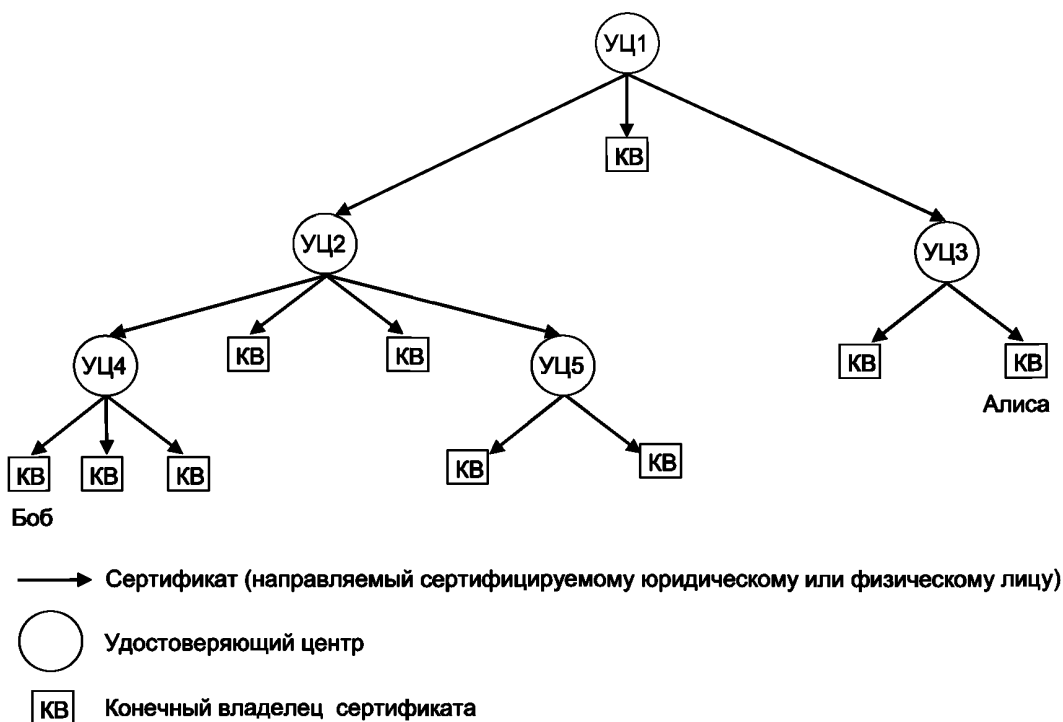 УЦ1
КВ
УЦ2
УЦ3
УЦ4
КВ
КВ
УЦ5
КВ
КВ
Алиса
КВ
КВ
КВ
КВ
КВ
Боб
Сертификат (направляемый сертифицируемому юридическому или физическому лицу)
Удостоверяющий центр
КВ Конечный владелец сертификата